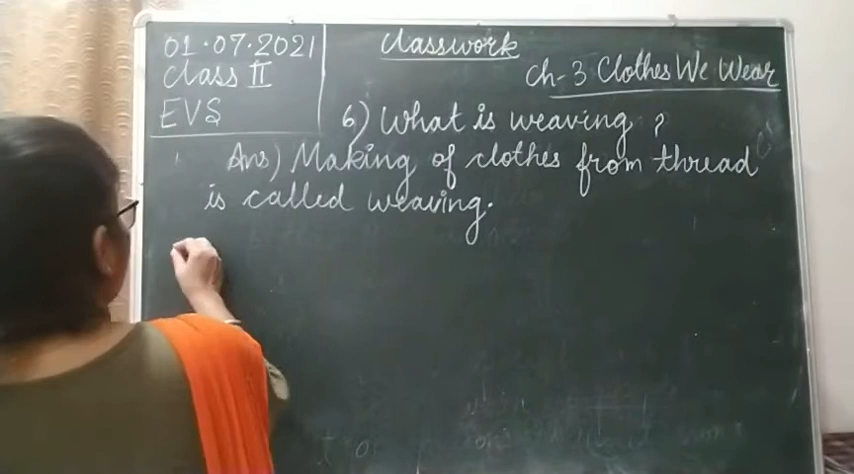 01.07.2021
Class II
EVS
Classwork
Ch-3 Clothes We Wear
6) What is weaving ?
Ans) Making of clothes from thread
is called weaving.